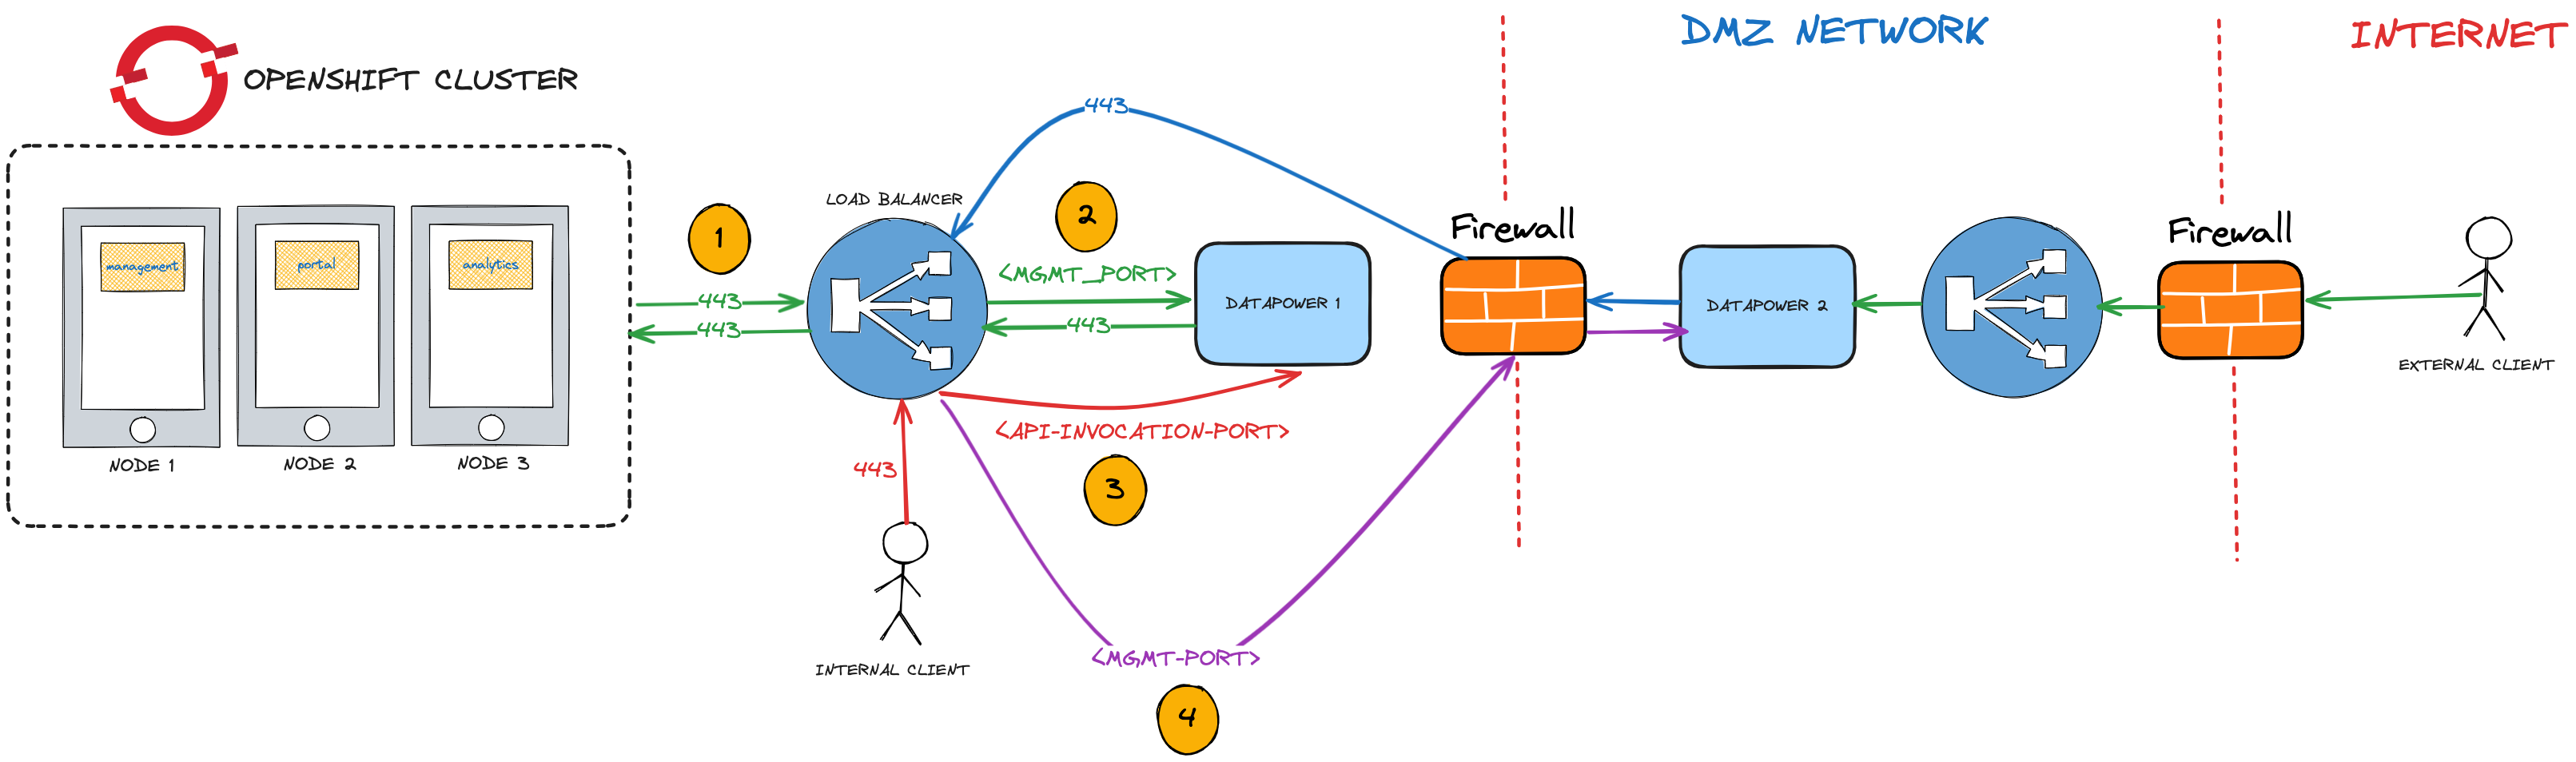 DMZ NETWORK
INTERNET
OPENSHIFT CLUSTER
443
LOAD BALANCER
1
2
Firewall
Firewall
management
portal
analytics
<MGMT_PORT>
443
443
443
DATAPOWER 1
DATAPOWER 2
EXTERNAL CLIENT
<API-INVOCATION-PORT>
NODE 1
NODE 2
NODE 3
443
3
INTERNAL CLIENT
<MGMT-PORT>
4